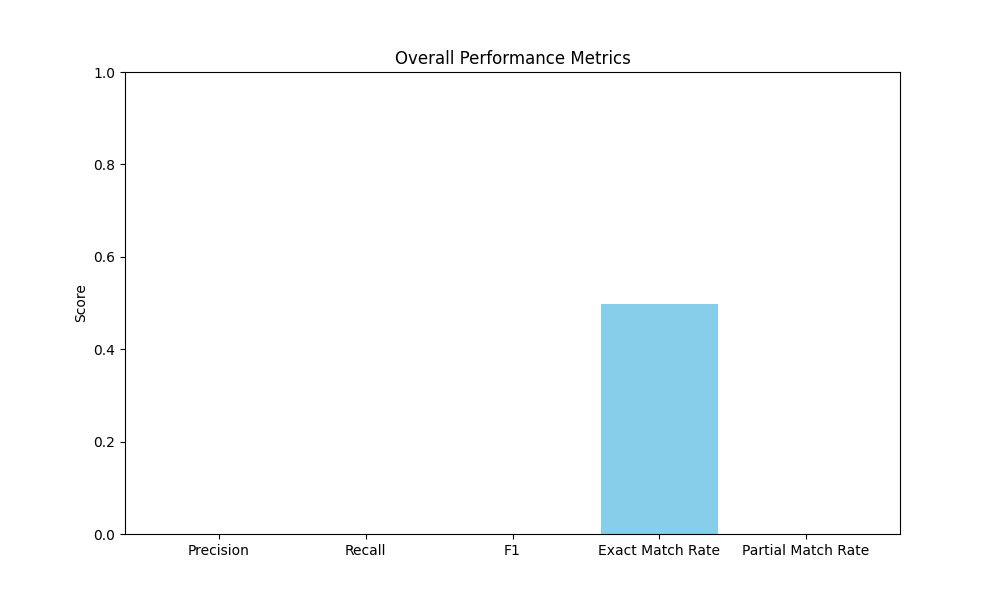 Overall Performance Metrics
1.0
0.8
0.6
0.4
0.2
0.0
Score
Precision
Recall
F1
Exact Match Rate
Partial Match Rate